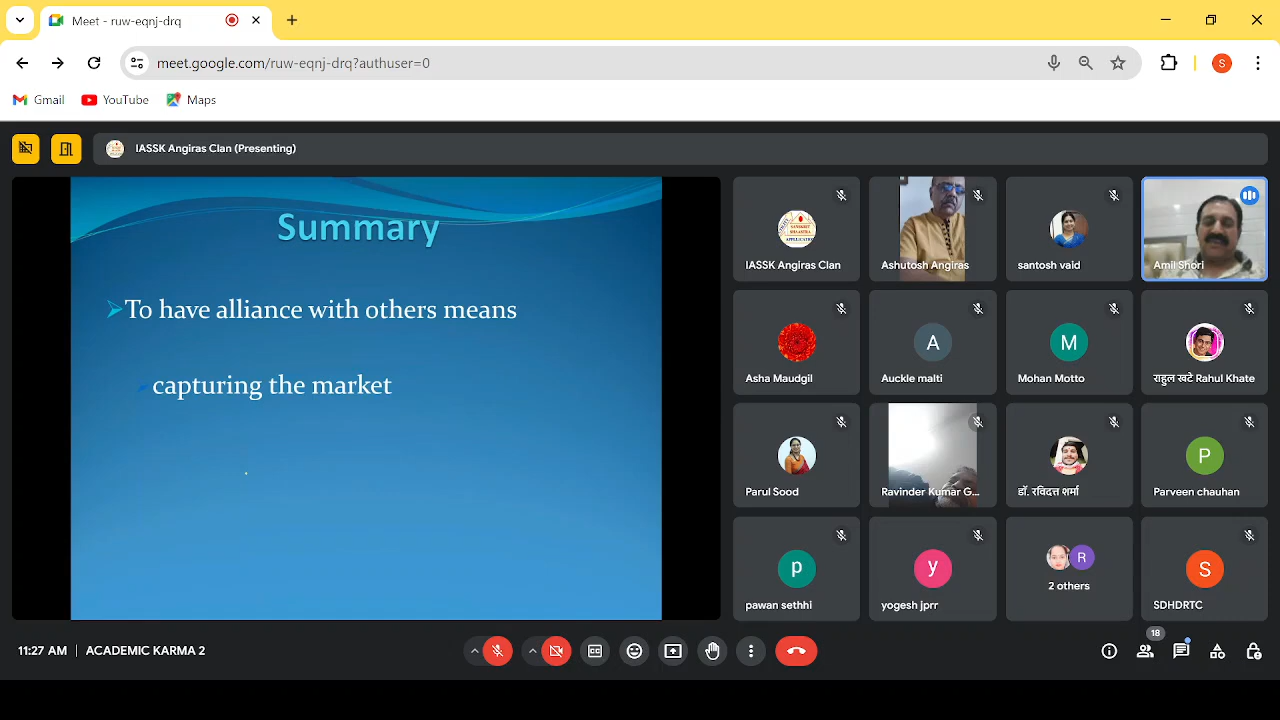 Meet - ruw-eqnj-drq
meet.google.com/ruw-eqnj-drq?authuser=0
S
Gmail
YouTube
Maps
IASSK Angiras Clan (Presenting)
Summary
To have alliance with others means
capturing the market
IASSK Angiras Clan
Ashutosh Angiras
santosh vaid
Amil Shori
Asha Maudgil
A
Auckle malti
M
Mohan Motto
राहुल खटे Rahul Khate
Parul Sood
Ravinder Kumar G...
डॉ. रविदत्त शर्मा
P
Parveen chauhan
p
pawan sethhi
y
yogesh jprr
R
2 others
S
SDHDRTC
11:27 AM
ACADEMIC KARMA 2
18